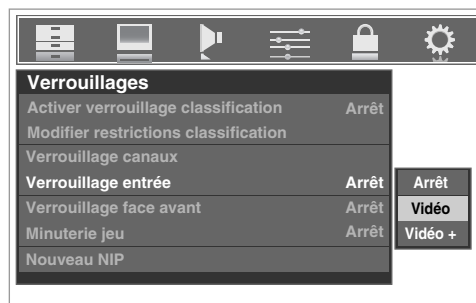 Verrouillages
Activer verrouillage classification Arrêt
Modifier restrictions classification
Verrouillage canaux
Verrouillage entrée Arrêt Arrêt
Verrouillage face avant Arrêt Vidéo
Minuterie jeu Arrêt Vidéo +
Nouveau NIP